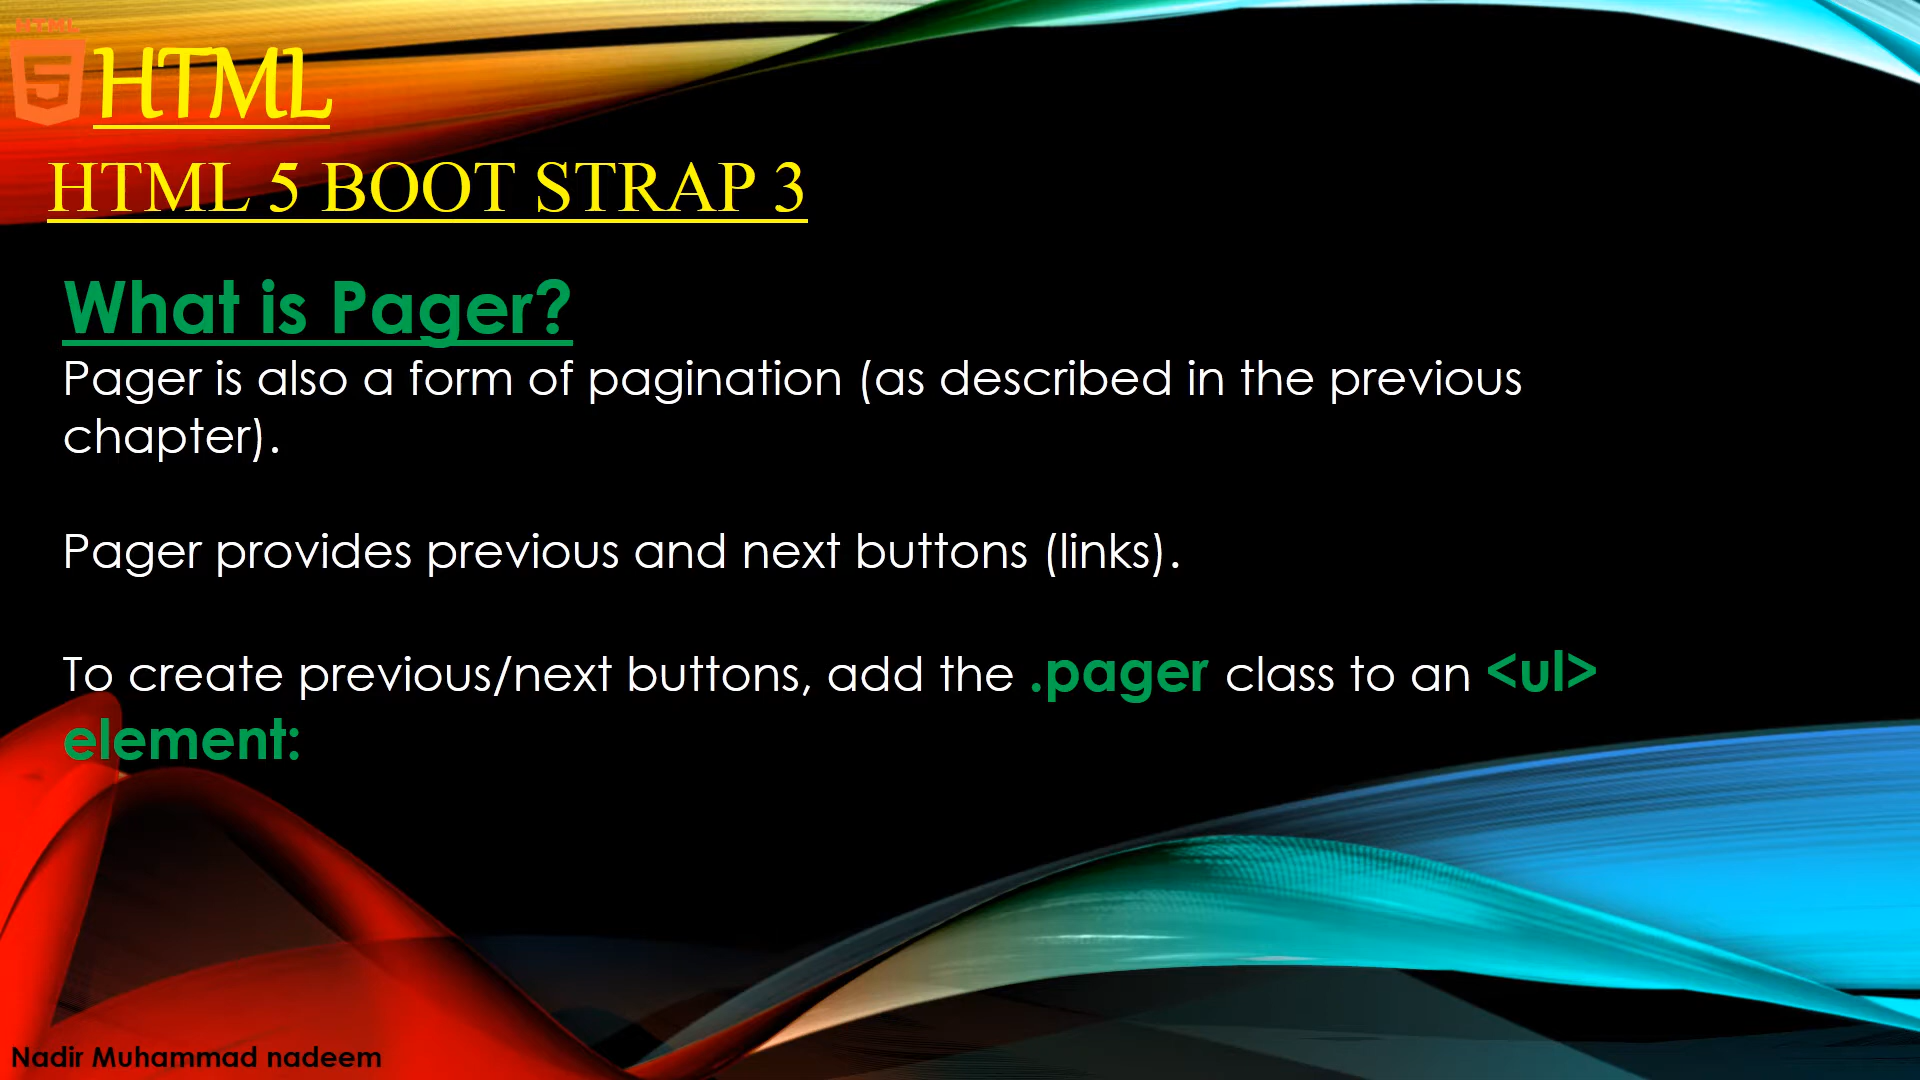 HTML
5
HTML
HTML 5 BOOT STRAP 3
What is Pager?
Pager is also a form of pagination (as described in the previous
chapter).
Pager provides previous and next buttons (links).
To create previous/next buttons, add the .pager class to an <ul>
element:
Nadir Muhammad nadeem